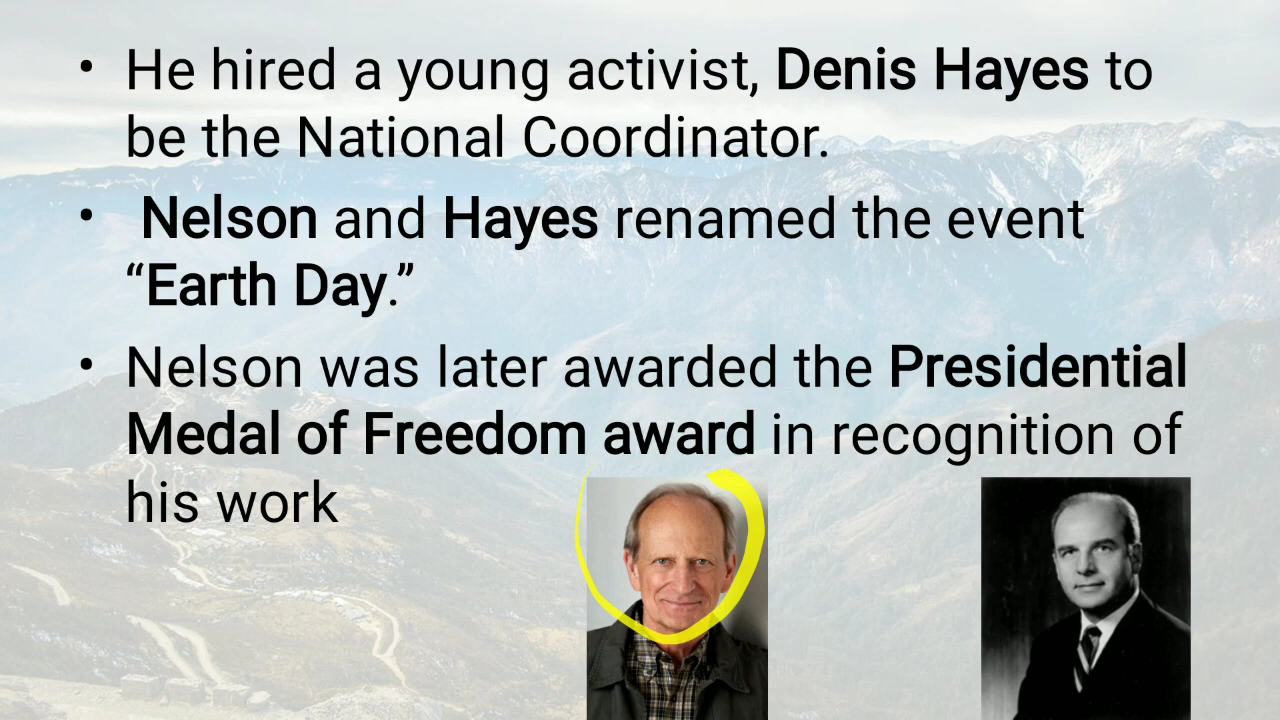 • He hired a young activist, Denis Hayes to
be the National Coordinator.
• Nelson and Hayes renamed the event
“Earth Day.”
• Nelson was later awarded the Presidential
Medal of Freedom award in recognition of
his work